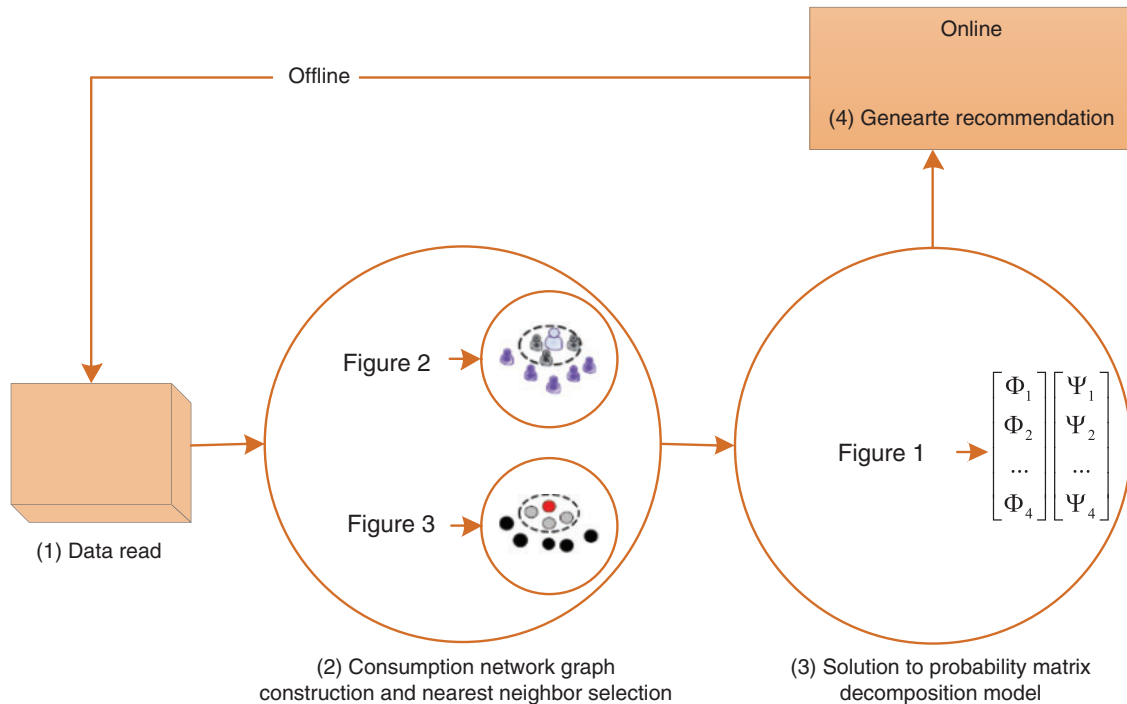 Online
Offline
(4) Genearte recommendation
Figure 2
Figure 3
(1) Data read
(2) Consumption network graph
construction and nearest neighbor selection
Figure 1
Φ1 Ψ1
Φ2 Ψ2
... ...
Φ4 Ψ4
(3) Solution to probability matrix
decomposition model